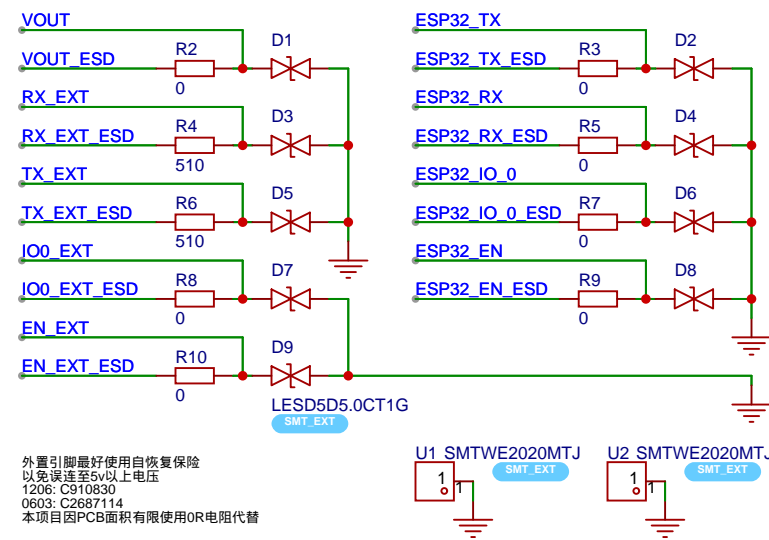 VOUT
D1
VOUT_ESD
R2
0
RX_EXT
D3
RX_EXT_ESD
R4
510
TX_EXT
D5
TX_EXT_ESD
R6
510
IO0_EXT
D7
IO0_EXT_ESD
R8
0
EN_EXT
D9
EN_EXT_ESD
R10
0
LESD5D5.0CT1G
SMT_EXT
ESP32_TX
D2
ESP32_TX_ESD
R3
0
ESP32_RX
D4
ESP32_RX_ESD
R5
0
ESP32_IO_0
D6
ESP32_IO_0_ESD
R7
0
ESP32_EN
D8
ESP32_EN_ESD
R9
0
外置引脚最好使用自恢复保险
以免误连至5v以上电压
1206: C910830
0603: C2687114
本项目因PCB面积有限使用0R电阻代替
U1 SMTWE2020MTJ
SMT_EXT
1
1
U2 SMTWE2020MTJ
SMT_EXT
1
1